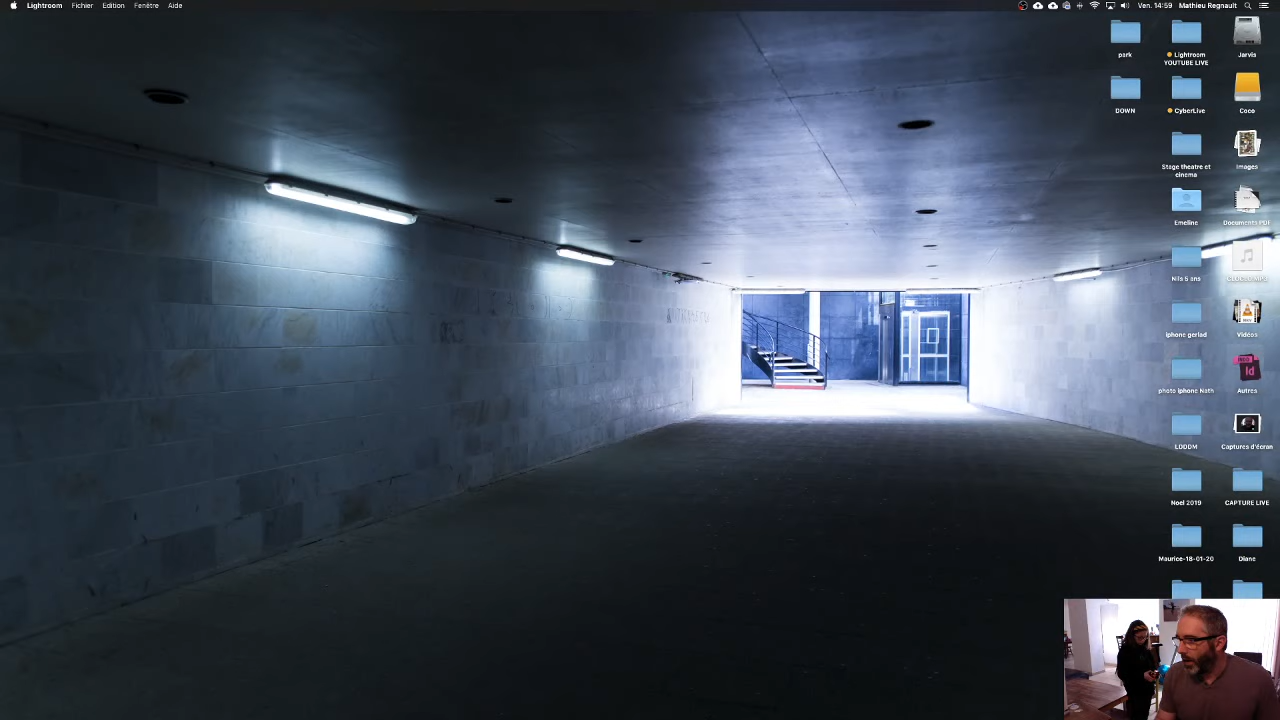 Lightroom Fichier Edition Fenêtre Aide
Ven. 14:59 Mathieu Regnault
park
Lightroom
YOUTUBE LIVE
Jarvis
DOWN
CyberLive
Coco
Stage theatre et
cinema
Images
Emeline
Documents PDF
Nils 5 ans
Iphone gerlad
Vidéos
photo iphone Nath
Id
Autres
LDDDM
Captures d'écran
Noel 2019
CAPTURE LIVE
Maurice-18-01-20
Diane